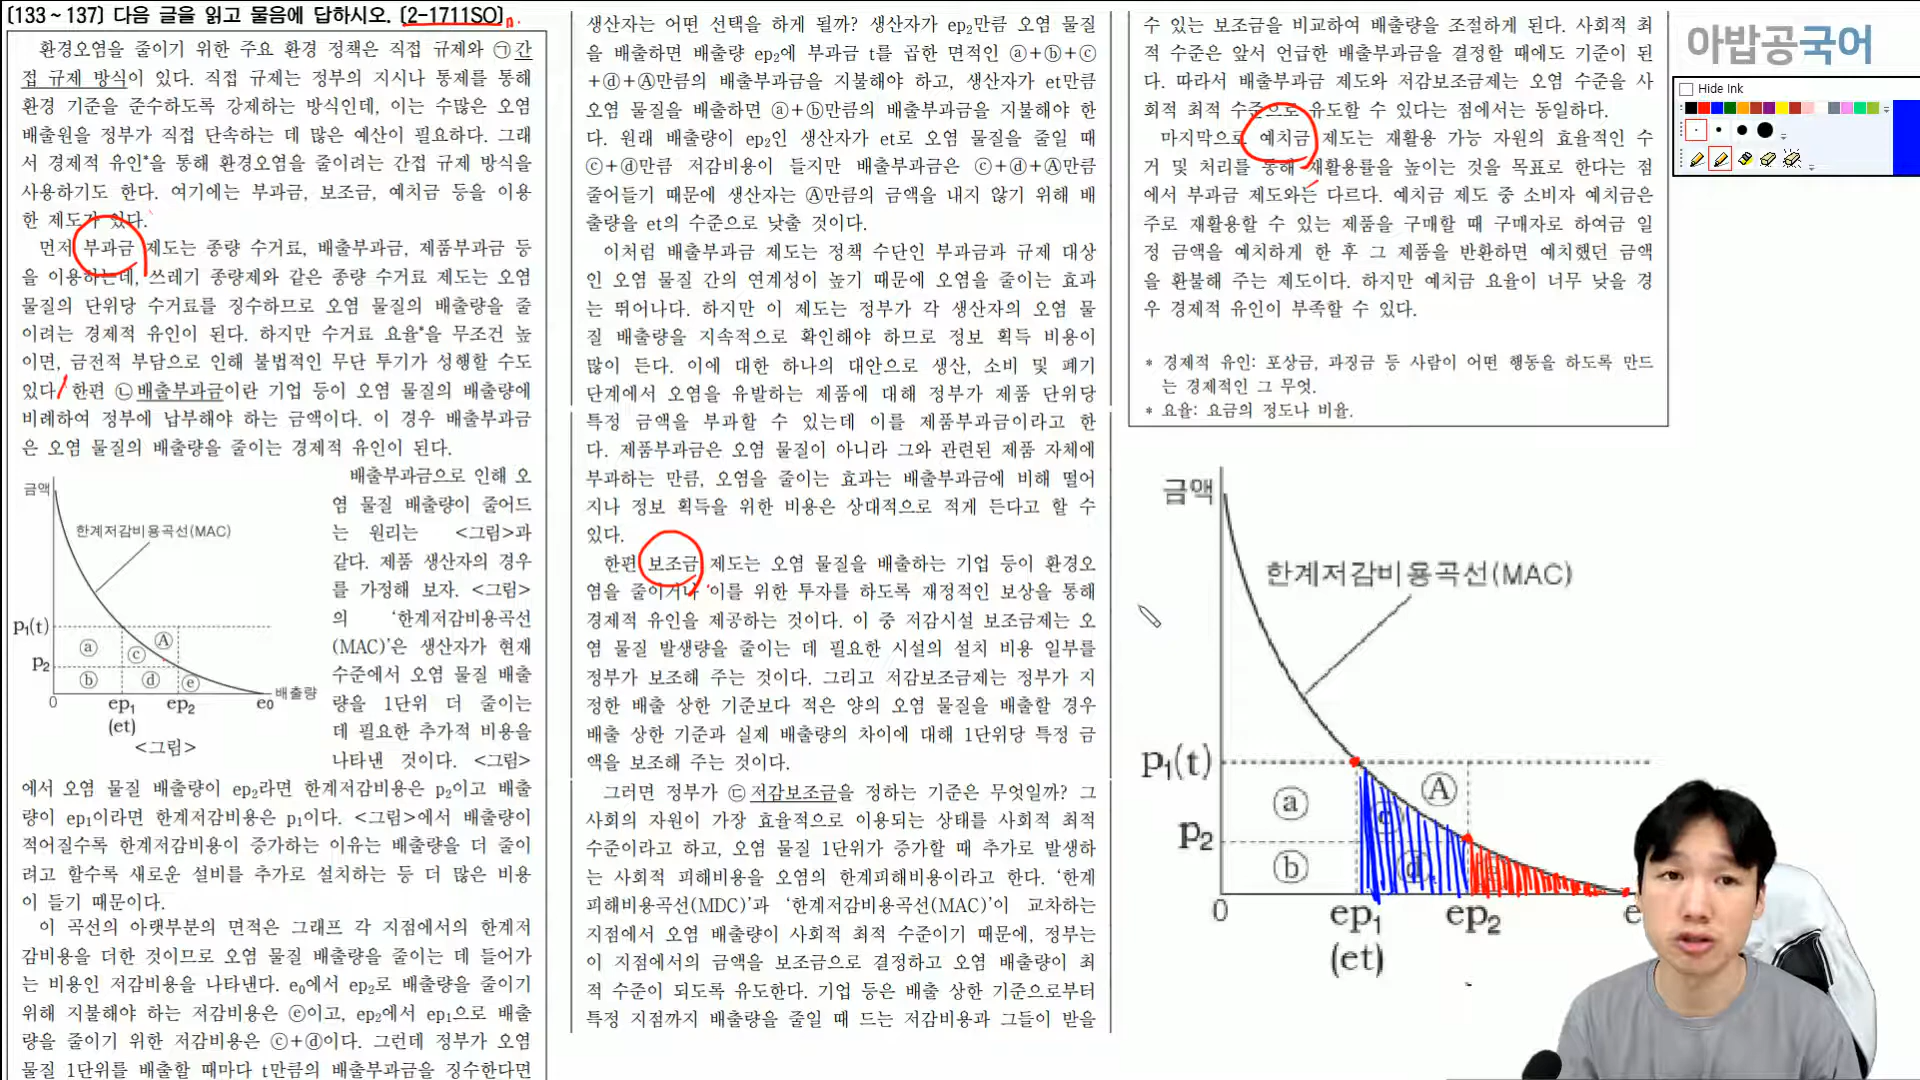 [133~137] 다음 글을 읽고 물음에 답하시오. [2-1711SO]
환경오염을 줄이기 위한 주요 환경 정책은 직접 규제와 ㉠간
접 규제 방식이 있다. 직접 규제는 정부의 지시나 통제를 통해
환경 기준을 준수하도록 강제하는 방식인데, 이는 수많은 오염
배출원을 정부가 직접 단속하는 데 많은 예산이 필요하다. 그래
서 경제적 유인*을 통해 환경오염을 줄이려는 간접 규제 방식을
사용하기도 한다. 여기에는 부과금, 보조금, 예치금 등을 이용
한 제도가 있다.
먼저 부과금 제도는 종량 수거료, 배출부과금, 제품부과금 등
을 이용하는데, 쓰레기 종량제와 같은 종량 수거료 제도는 오염
물질의 단위당 수거료를 징수하므로 오염 물질의 배출량을 줄
이려는 경제적 유인이 된다. 하지만 수거료 요율*을 무조건 높
이면, 금전적 부담으로 인해 불법적인 무단 투기가 성행할 수도
있다. 한편 ㉡배출부과금이란 기업 등이 오염 물질의 배출량에
비례하여 정부에 납부해야 하는 금액이다. 이 경우 배출부과금
은 오염 물질의 배출량을 줄이는 경제적 유인이 된다.
배출부과금으로 인해 오
염 물질 배출량이 줄어드
는 원리는 <그림>과
같다. 제품 생산자의 경우
를 가정해 보자. <그림>
의 ‘한계저감비용곡선
(MAC)’은 생산자가 현재
수준에서 오염 물질 배출
량을 1단위 더 줄이는
데 필요한 추가적 비용을
나타낸 것이다. <그림>
금액
한계저감비용곡선(MAC)
p₁(t)
p₂
ⓐ
ⓑ
ⓒ
ⓓ
ⓔ
Ⓐ
0
ep₁
(et)
ep₂
e₀
배출량
<그림>
에서 오염 물질 배출량이 ep₂라면 한계저감비용은 p₂이고 배출
량이 ep₁이라면 한계저감비용은 p₁이다. <그림>에서 배출량이
적어질수록 한계저감비용이 증가하는 이유는 배출량을 더 줄이
려고 할수록 새로운 설비를 추가로 설치하는 등 더 많은 비용
이 들기 때문이다.
이 곡선의 아랫부분의 면적은 그래프 각 지점에서의 한계저
감비용을 더한 것이므로 오염 물질 배출량을 줄이는 데 들어가
는 비용인 저감비용을 나타낸다. e₀에서 ep₂로 배출량을 줄이기
위해 지불해야 하는 저감비용은 ⓔ이고, ep₂에서 ep₁으로 배출
량을 줄이기 위한 저감비용은 ⓒ+ⓓ이다. 그런데 정부가 오염
물질 1단위를 배출할 때마다 t만큼의 배출부과금을 징수한다면
생산자는 어떤 선택을 하게 될까? 생산자가 ep₂만큼 오염 물질
을 배출하면 배출량 ep₂에 부과금 t를 곱한 면적인 ⓐ+ⓑ+ⓒ
+ⓓ+Ⓐ만큼의 배출부과금을 지불해야 하고, 생산자가 et만큼
오염 물질을 배출하면 ⓐ+ⓑ만큼의 배출부과금을 지불해야 한
다. 원래 배출량이 ep₂인 생산자가 et로 오염 물질을 줄일 때
ⓒ+ⓓ만큼 저감비용이 들지만 배출부과금은 ⓒ+ⓓ+Ⓐ만큼
줄어들기 때문에 생산자는 Ⓐ만큼의 금액을 내지 않기 위해 배
출량을 et의 수준으로 낮출 것이다.
이처럼 배출부과금 제도는 정책 수단인 부과금과 규제 대상
인 오염 물질 간의 연계성이 높기 때문에 오염을 줄이는 효과
는 뛰어나다. 하지만 이 제도는 정부가 각 생산자의 오염 물
질 배출량을 지속적으로 확인해야 하므로 정보 획득 비용이
많이 든다. 이에 대한 하나의 대안으로 생산, 소비 및 폐기
단계에서 오염을 유발하는 제품에 대해 정부가 제품 단위당
특정 금액을 부과할 수 있는데 이를 제품부과금이라고 한
다. 제품부과금은 오염 물질이 아니라 그와 관련된 제품 자체에
부과하는 만큼, 오염을 줄이는 효과는 배출부과금에 비해 떨어
지나 정보 획득을 위한 비용은 상대적으로 적게 든다고 할 수
있다.
한편 보조금 제도는 오염 물질을 배출하는 기업 등이 환경오
염을 줄이거나 이를 위한 투자를 하도록 재정적인 보상을 통해
경제적 유인을 제공하는 것이다. 이 중 저감시설 보조금제는 오
염 물질 발생량을 줄이는 데 필요한 시설의 설치 비용 일부를
정부가 보조해 주는 것이다. 그리고 저감보조금제는 정부가 지
정한 배출 상한 기준보다 적은 양의 오염 물질을 배출할 경우
배출 상한 기준과 실제 배출량의 차이에 대해 1단위당 특정 금
액을 보조해 주는 것이다.
그러면 정부가 ㉢저감보조금을 정하는 기준은 무엇일까? 그
사회의 자원이 가장 효율적으로 이용되는 상태를 사회적 최적
수준이라고 하고, 오염 물질 1단위가 증가할 때 추가로 발생하
는 사회적 피해비용을 오염의 한계피해비용이라고 한다. ‘한계
피해비용곡선(MDC)’과 ‘한계저감비용곡선(MAC)’이 교차하는
지점에서 오염 배출량이 사회적 최적 수준이기 때문에, 정부는
이 지점에서의 금액을 보조금으로 결정하고 오염 배출량이 최
적 수준이 되도록 유도한다. 기업 등은 배출 상한 기준으로부터
특정 지점까지 배출량을 줄일 때 드는 저감비용과 그들이 받을
수 있는 보조금을 비교하여 배출량을 조절하게 된다. 사회적 최
적 수준은 앞서 언급한 배출부과금을 결정할 때에도 기준이 된
다. 따라서 배출부과금 제도와 저감보조금제는 오염 수준을 사
회적 최적 수준으로 유도할 수 있다는 점에서는 동일하다.
마지막으로 예치금 제도는 재활용 가능 자원의 효율적인 수
거 및 처리를 통해 재활용률을 높이는 것을 목표로 한다는 점
에서 부과금 제도와는 다르다. 예치금 제도 중 소비자 예치금은
주로 재활용할 수 있는 제품을 구매할 때 구매자로 하여금 일
정 금액을 예치하게 한 후 그 제품을 반환하면 예치했던 금액
을 환불해 주는 제도이다. 하지만 예치금 요율이 너무 낮을 경
우 경제적 유인이 부족할 수 있다.
* 경제적 유인: 포상금, 과징금 등 사람이 어떤 행동을 하도록 만드
는 경제적인 그 무엇.
* 요율: 요금의 정도나 비율.
금액
한계저감비용곡선(MAC)
p₁(t)
p₂
ⓐ
ⓑ
ⓒ
ⓓ
Ⓐ
0
ep₁
(et)
ep₂
e
아밥공국어
Hide Ink